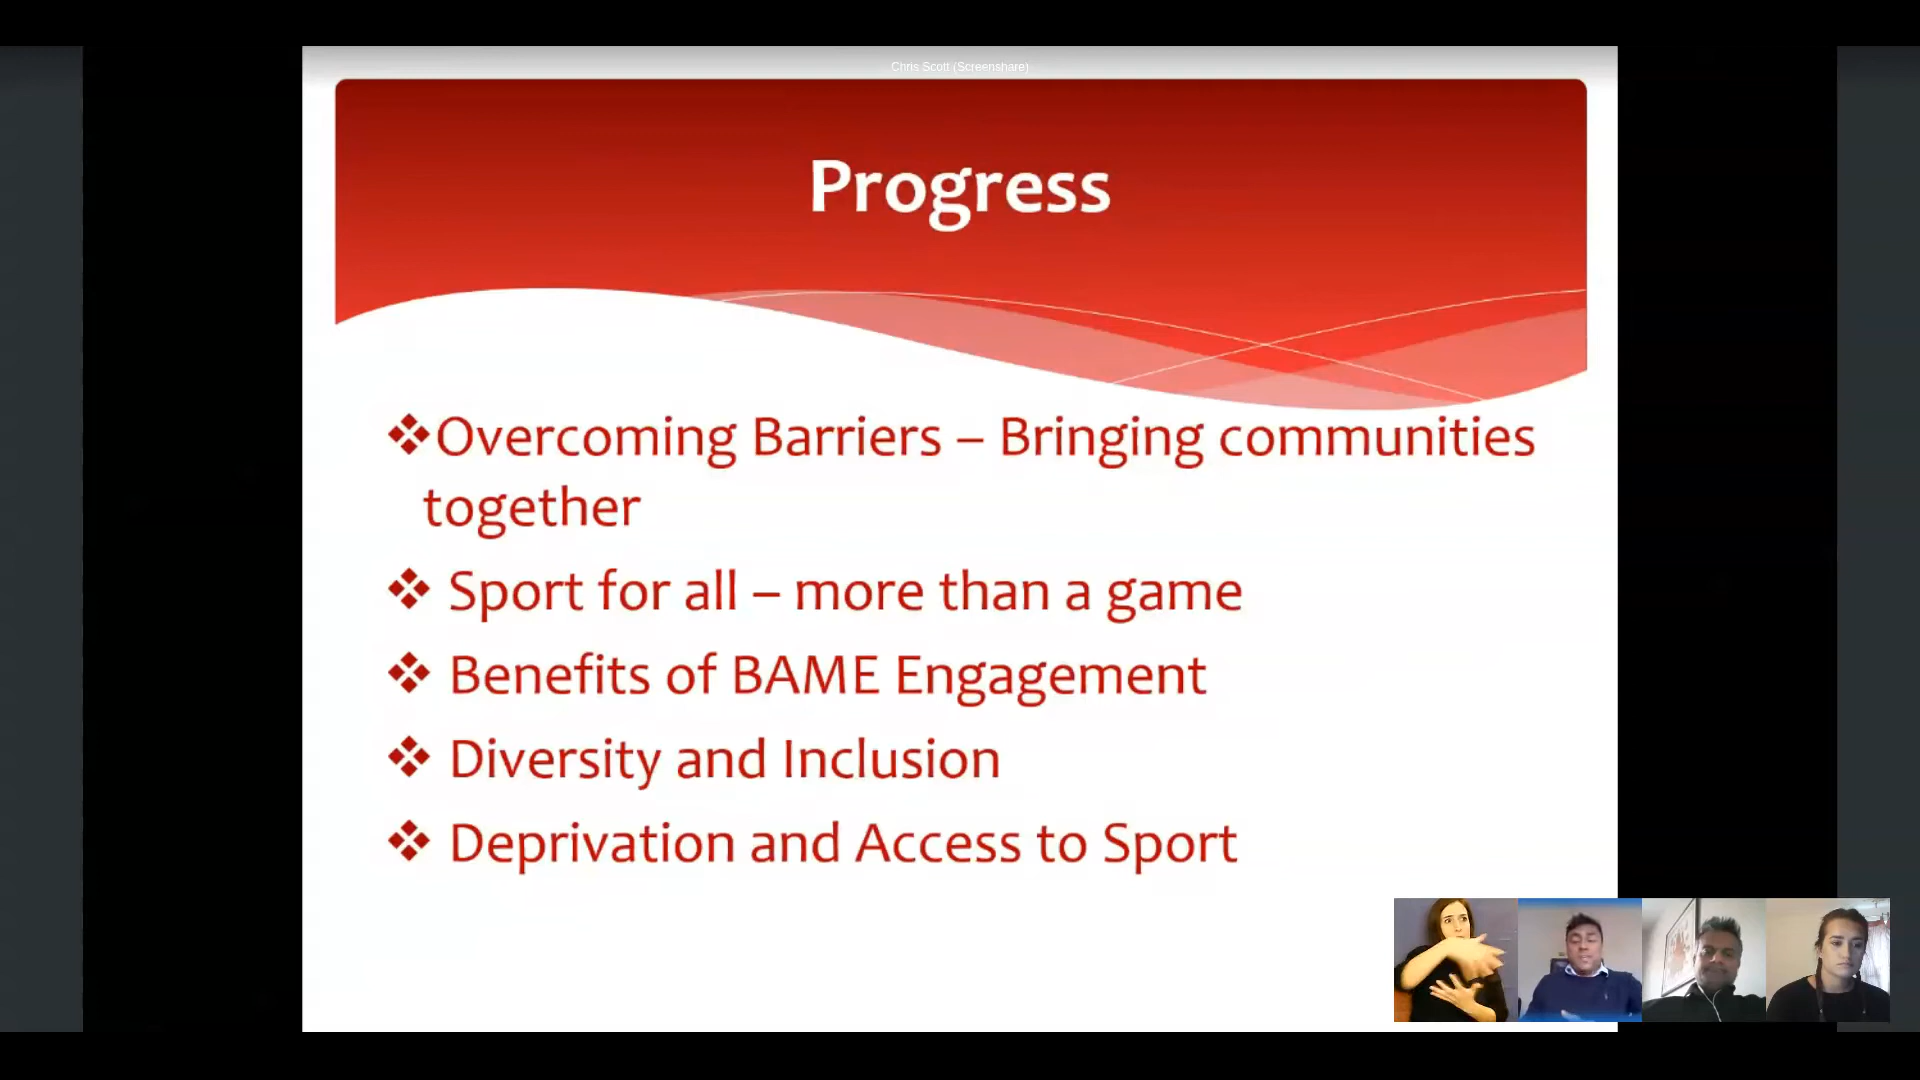 Chris Scott (Screenshare)
Progress
❖Overcoming Barriers – Bringing communities
together
❖ Sport for all – more than a game
❖ Benefits of BAME Engagement
❖ Diversity and Inclusion
❖ Deprivation and Access to Sport